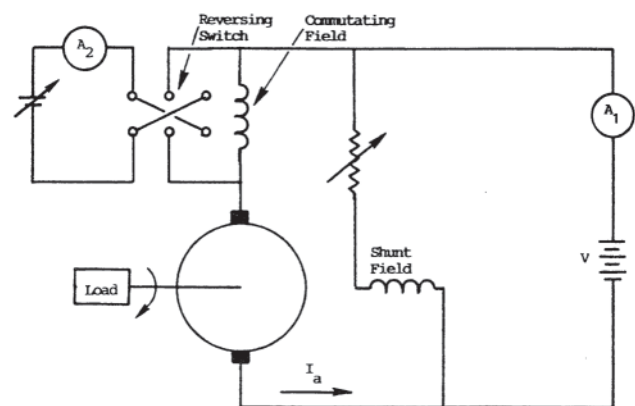 Reversing
Switch
Commutating
Field
A2
A1
Shunt
Field
V
Load
Ia